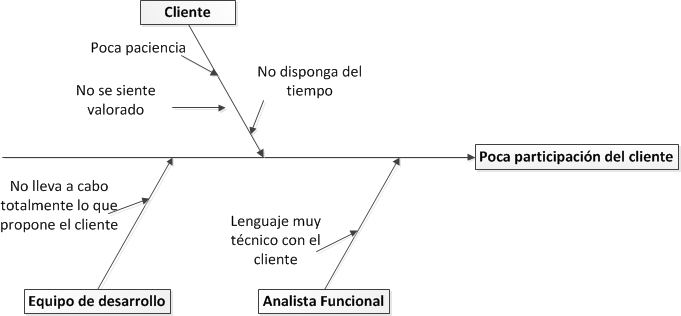 Cliente
Poca paciencia
No disponga del
tiempo
No se siente
valorado
Poca participación del cliente
No lleva a cabo
totalmente lo que
propone el cliente
Lenguaje muy
técnico con el
cliente
Equipo de desarrollo
Analista Funcional